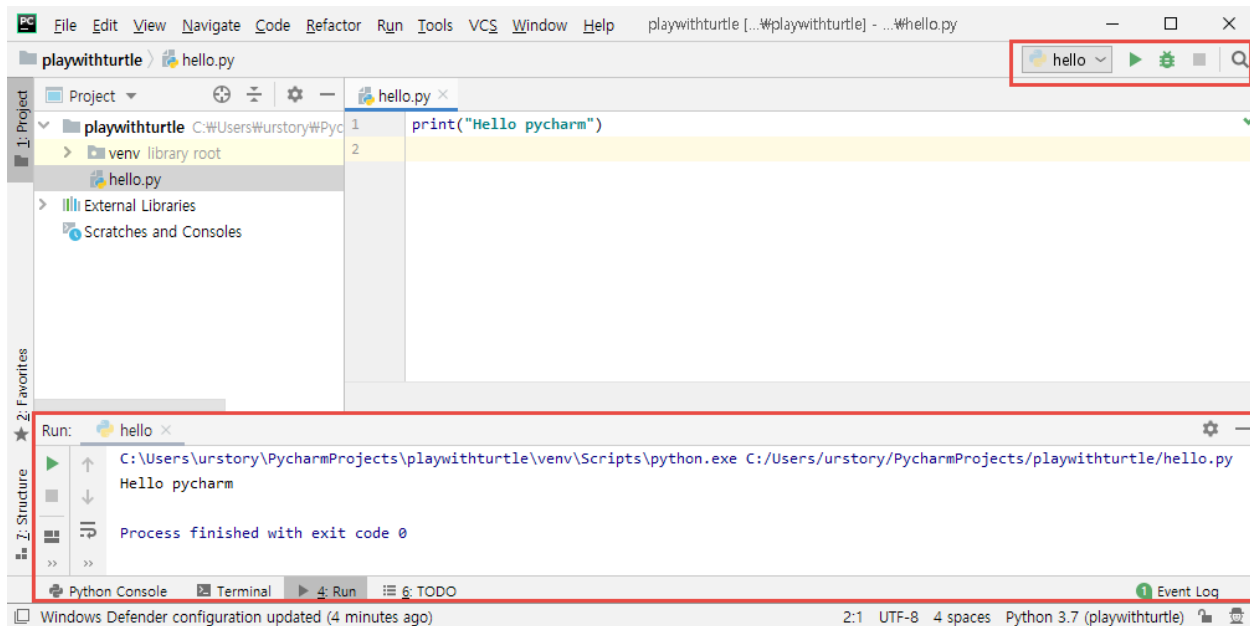 PC File Edit View Navigate Code Refactor Run Tools VCS Window Help playwithturtle [...₩playwithturtle] - ...₩hello.py
playwithturtle hello.py hello
1: Project
Project hello.py
playwithturtle C:₩Users₩urstory₩Pyc
venv library root
hello.py
External Libraries
Scratches and Consoles
1 print("Hello pycharm")
2
2: Favorites
7: Structure
Run: hello
C:\Users\urstory\PycharmProjects\playwithturtle\venv\Scripts\python.exe C:/Users/urstory/PycharmProjects/playwithturtle/hello.py
Hello pycharm
Process finished with exit code 0
Python Console Terminal 4: Run 6: TODO 1 Event Log
Windows Defender configuration updated (4 minutes ago) 2:1 UTF-8 4 spaces Python 3.7 (playwithturtle)